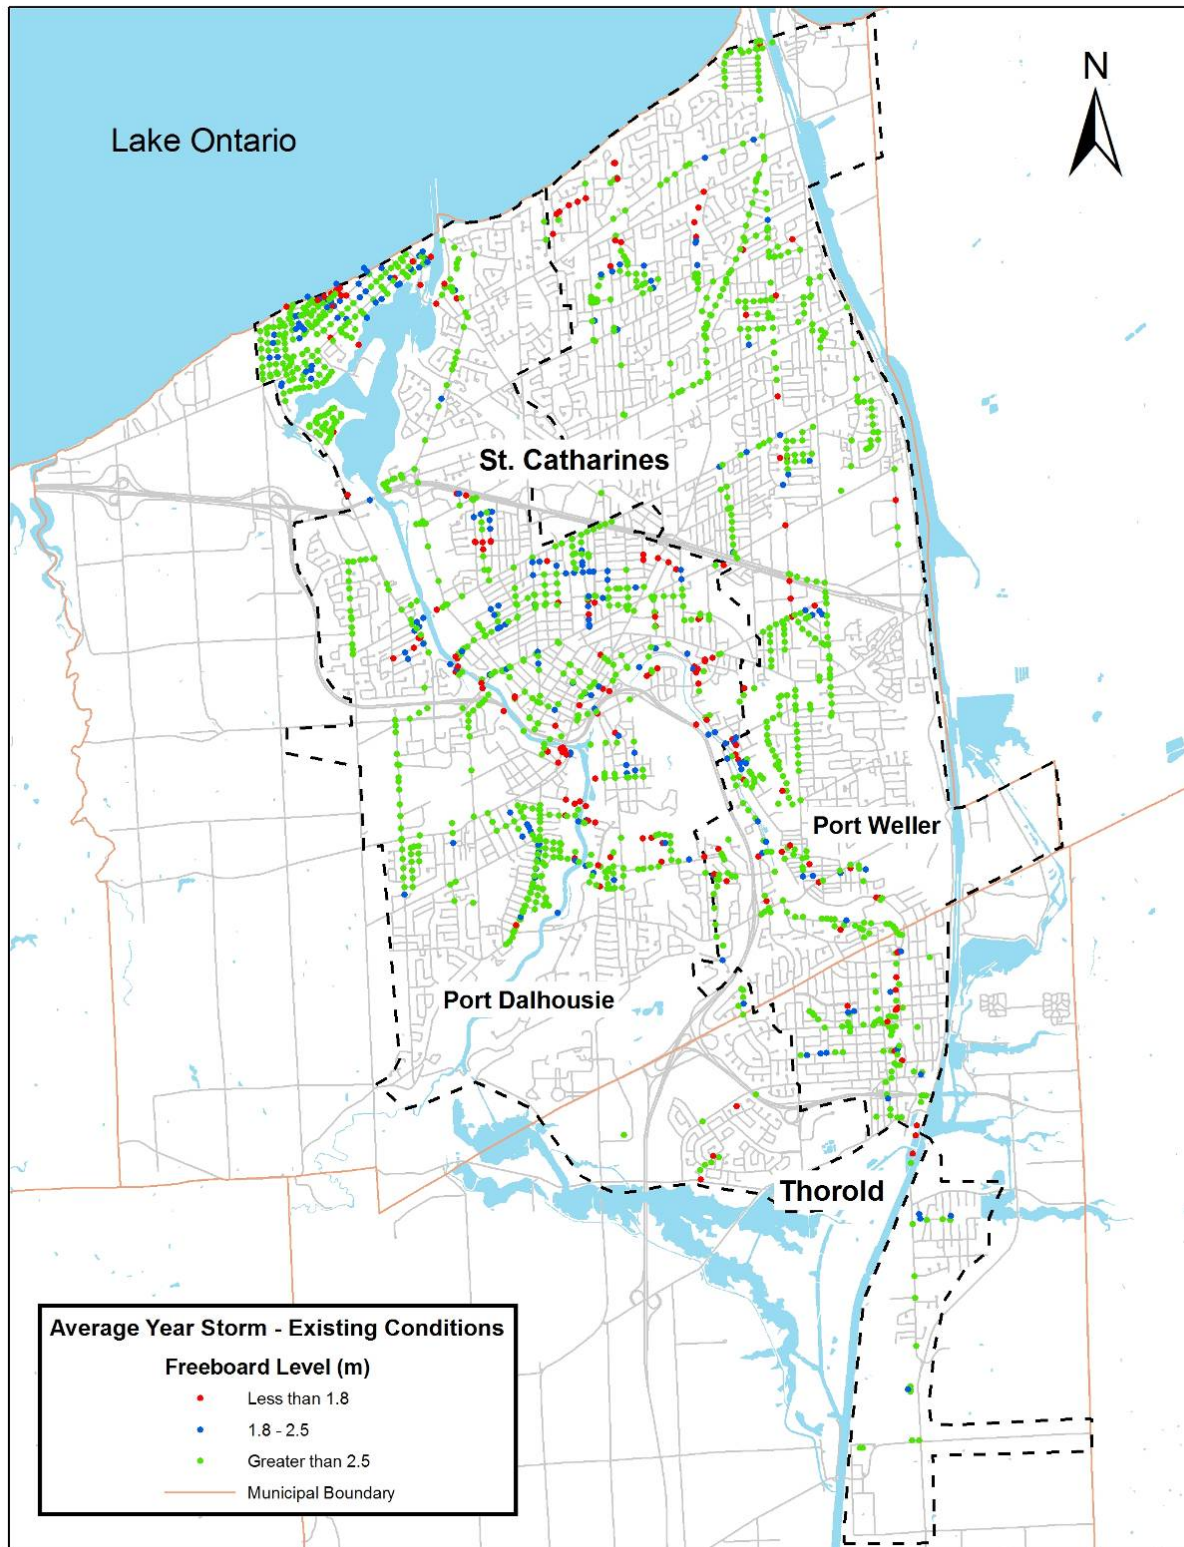 N
Lake Ontario
St. Catharines
Port Weller
Port Dalhousie
Thorold
Average Year Storm - Existing Conditions
Freeboard Level (m)
Less than 1.8
1.8 - 2.5
Greater than 2.5
Municipal Boundary